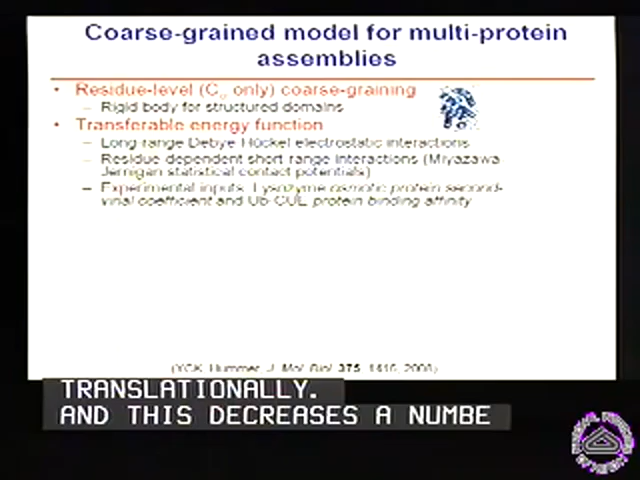 Coarse-grained model for multi-protein
assemblies
• Residue-level (Cα only) coarse-graining
– Rigid body for structured domains
• Transferable energy function
– Long range Debye Hückel electrostatic interactions
– Residue dependent short range interactions (Miyazawa
Jernigan statistical contact potentials)
– Experimental inputs: Lysozyme osmotic protein second-
virial coefficient and Ub-CUE protein binding affinity
(YCK, Hummer, J. Mol. Biol. 375, 1416, 2008)
TRANSLATIONALLY.
AND THIS DECREASES A NUMBE